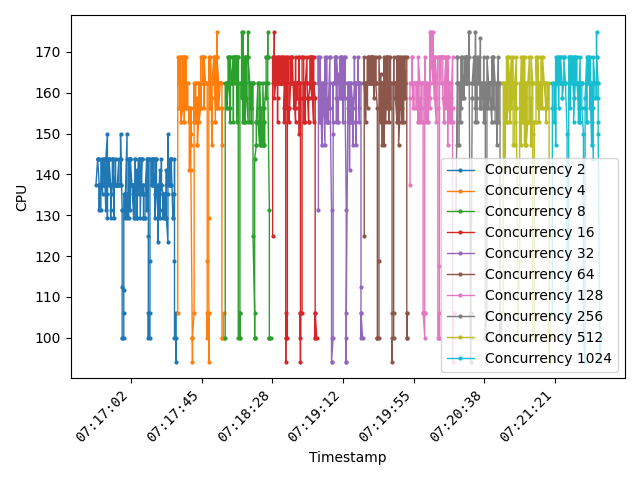 170
160
150
140
130
120
110
100
CPU
Concurrency 2
Concurrency 4
Concurrency 8
Concurrency 16
Concurrency 32
Concurrency 64
Concurrency 128
Concurrency 256
Concurrency 512
Concurrency 1024
07:17:02
07:17:45
07:18:28
07:19:12
07:19:55
07:20:38
07:21:21
Timestamp